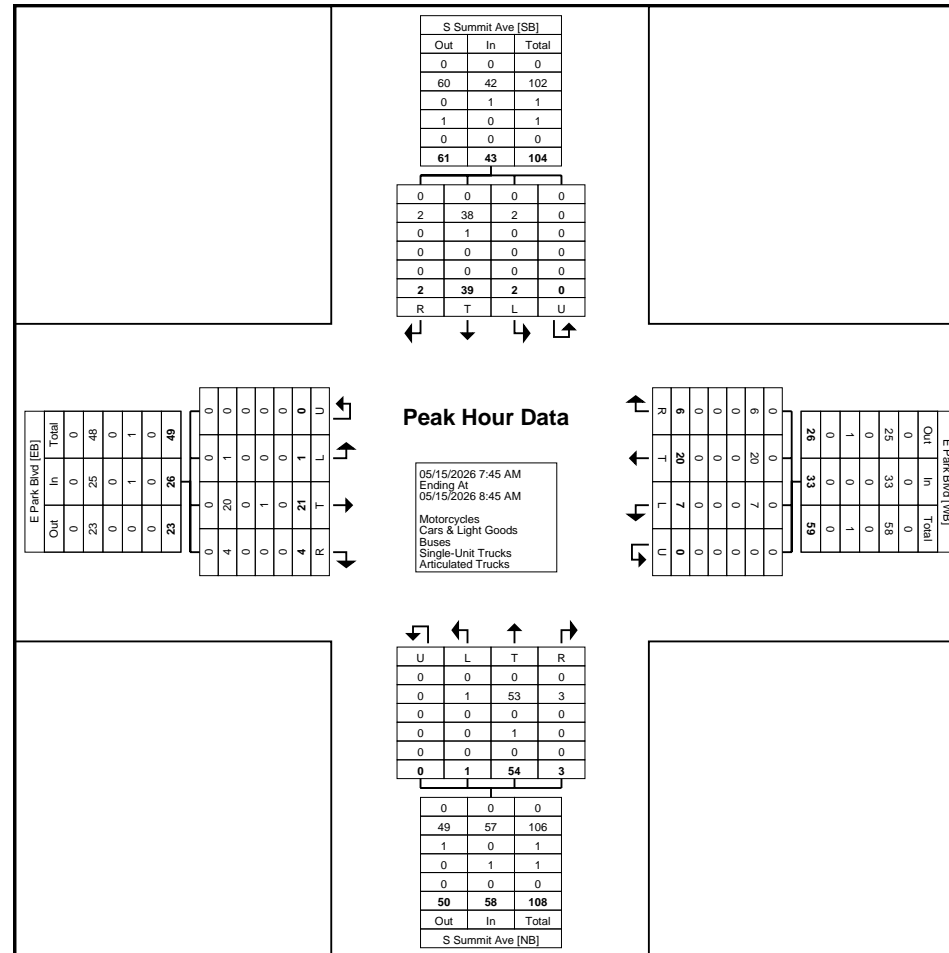 S Summit Ave [SB]
Out In Total
0 0 0
60 42 102
0 1 1
1 0 1
0 0 0
61 43 104
0 0 0 0
2 38 2 0
0 1 0 0
0 0 0 0
0 0 0 0
2 39 2 0
R T L U
E Park Blvd [EB]
Total 0 48 0 1 0 49
In 0 25 0 1 0 26
Out 0 23 0 0 0 23
0 0 0 0 0 0 U
0 1 0 0 0 1 L
0 20 0 1 0 21 T
0 4 0 0 0 4 R
Peak Hour Data
05/15/2026 7:45 AM
Ending At
05/15/2026 8:45 AM
Motorcycles
Cars & Light Goods
Buses
Single-Unit Trucks
Articulated Trucks
R 6 0 0 0 6 0
T 20 0 0 0 20 0
L 7 0 0 0 7 0
U 0 0 0 0 0 0
26 0 1 0 25 0 Out
33 0 0 0 33 0 In
59 0 1 0 58 0 Total
E Park Blvd [WB]
U L T R
0 0 0 0
0 1 53 3
0 0 0 0
0 0 1 0
0 0 0 0
0 1 54 3
0 0 0
49 57 106
1 0 1
0 1 1
0 0 0
50 58 108
Out In Total
S Summit Ave [NB]